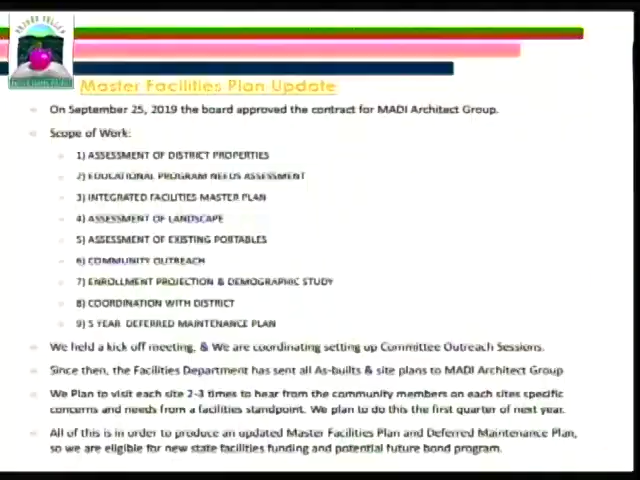 PAJARO VALLEY
Master Facilities Plan Update
On September 25, 2019 the board approved the contract for MADI Architect Group.
Scope of Work:
1) ASSESSMENT OF DISTRICT PROPERTIES
2) EDUCATIONAL PROGRAM NEEDS ASSESSMENT
3) INTEGRATED FACILITIES MASTER PLAN
4) ASSESSMENT OF LANDSCAPE
5) ASSESSMENT OF EXISTING PORTABLES
6) COMMUNITY OUTREACH
7) ENROLLMENT PROJECTION & DEMOGRAPHIC STUDY
8) COORDINATION WITH DISTRICT
9) 5 YEAR DEFERRED MAINTENANCE PLAN
We held a kick off meeting, & We are coordinating setting up Committee Outreach Sessions.
Since then, the Facilities Department has sent all As-builts & site plans to MADI Architect Group
We Plan to visit each site 2-3 times to hear from the community members on each sites specific
concerns and needs from a facilities standpoint. We plan to do this the first quarter of next year.
All of this is in order to produce an updated Master Facilities Plan and Deferred Maintenance Plan,
so we are eligible for new state facilities funding and potential future bond program.